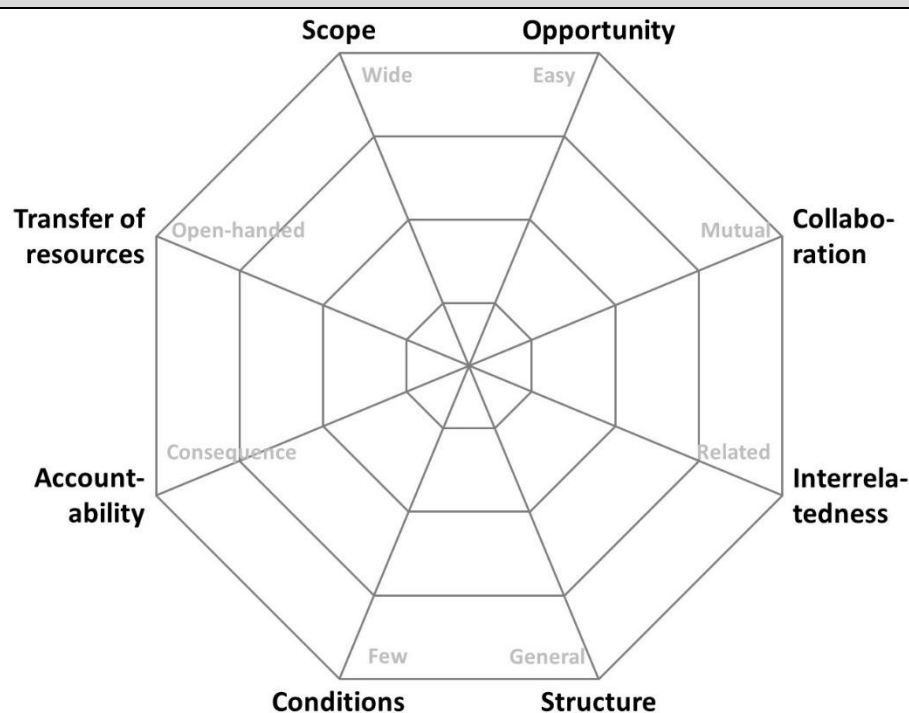 Scope
Opportunity
Wide
Easy
Transfer of
resources
Open-handed
Mutual
Collabo-
ration
Account-
ability
Consequence
Related
Interrela-
tedness
Few
General
Conditions
Structure